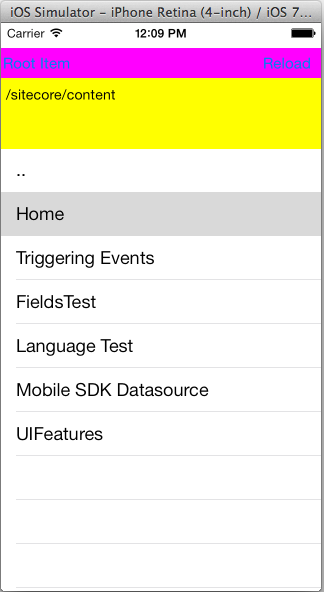 iOS Simulator – iPhone Retina (4-inch) / iOS 7...
Carrier 12:09 PM
Root Item Reload
/sitecore/content
..
Home
Triggering Events
FieldsTest
Language Test
Mobile SDK Datasource
UIFeatures